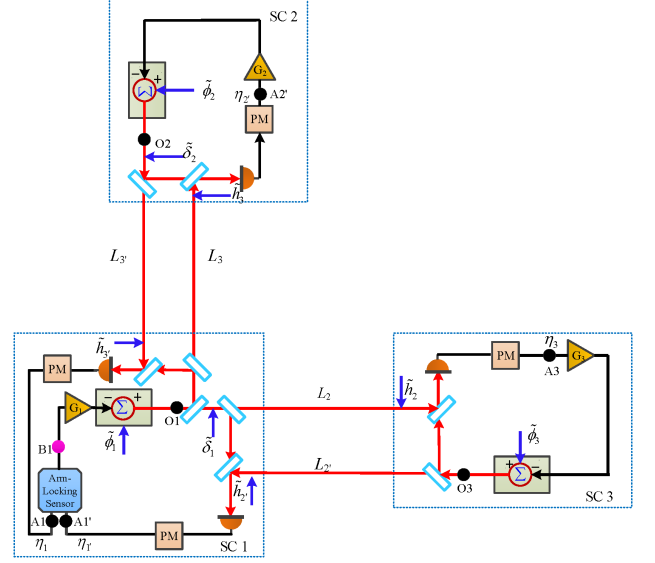 SC 2
G₂
−
+
Σ
φ̃₂
η₂′
A2′
PM
O2
δ̃₂
h̃₃
L₃′
L₃
h̃₃′
PM
G₁
−
+
Σ
φ̃₁
O1
δ̃₁
B1
Arm-
Locking
Sensor
A1
A1'
η₁
η₁′
PM
h̃₂′
SC 1
L₂
L₂′
h̃₂
PM
η₃
A3
G₃
φ̃₃
+
−
Σ
O3
SC 3